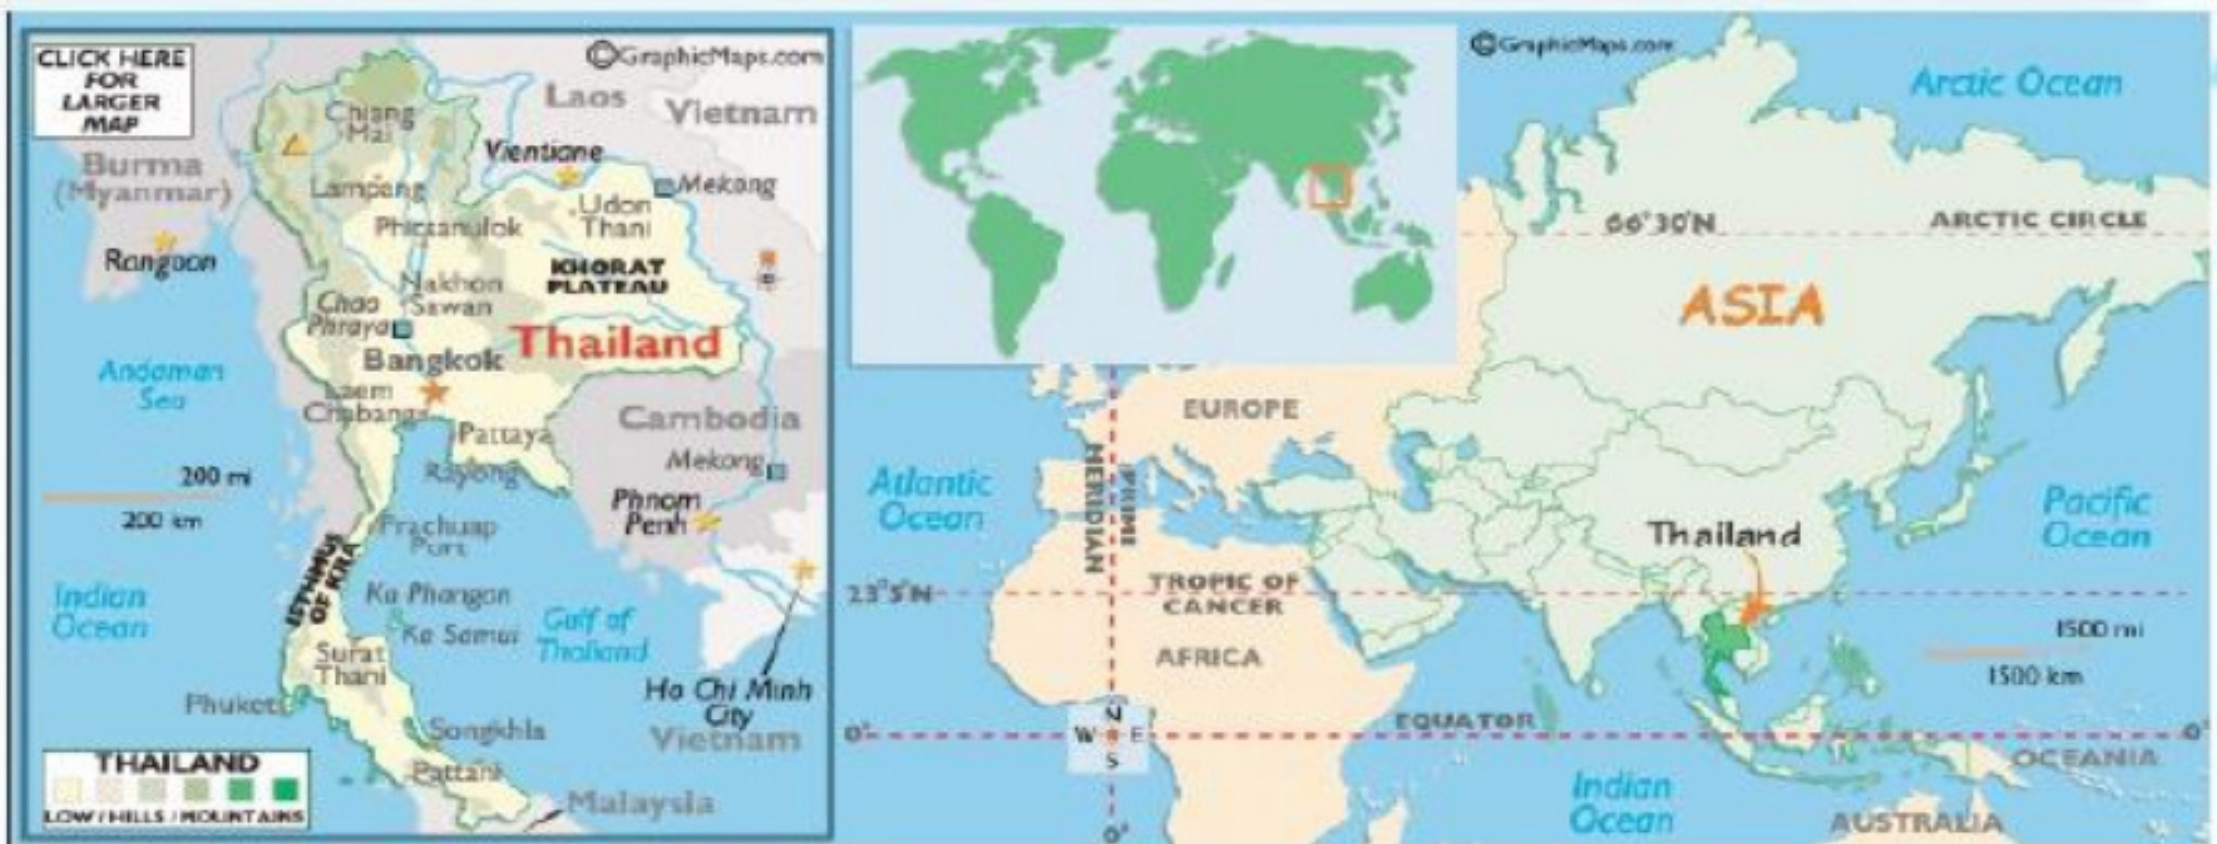 CLICK HERE
FOR
LARGER
MAP
©GraphicMaps.com
Laos
Vietnam
Chiang
Mai
Burma
(Myanmar)
Vientiane
Mekong
Lampang
Udon
Thani
Phitsanulok
Rangoon
KHORAT
PLATEAU
Nakhon
Sawan
Chao
Phraya
Thailand
Bangkok
Andaman
Sea
Laem
Chabang
Cambodia
Pattaya
Mekong
Rayong
200 mi
200 km
Phnom
Penh
Prachuap
ISTHMUS
OF KRA
Indian
Ocean
Ko Phangan
Ko Samui
Gulf of
Thailand
Surat
Thani
Phuket
Ho Chi Minh
City
Vietnam
Songkhla
Pattani
Malaysia
THAILAND
LOW / HILLS / MOUNTAINS
©GraphicMaps.com
Arctic Ocean
66°30'N
ARCTIC CIRCLE
ASIA
EUROPE
Atlantic
Ocean
PRIME
MERIDIAN
Pacific
Ocean
Thailand
23°5'N
TROPIC OF
CANCER
1500 mi
1500 km
AFRICA
N
W E
S
0°
EQUATOR
0°
OCEANIA
Indian
Ocean
AUSTRALIA
0°